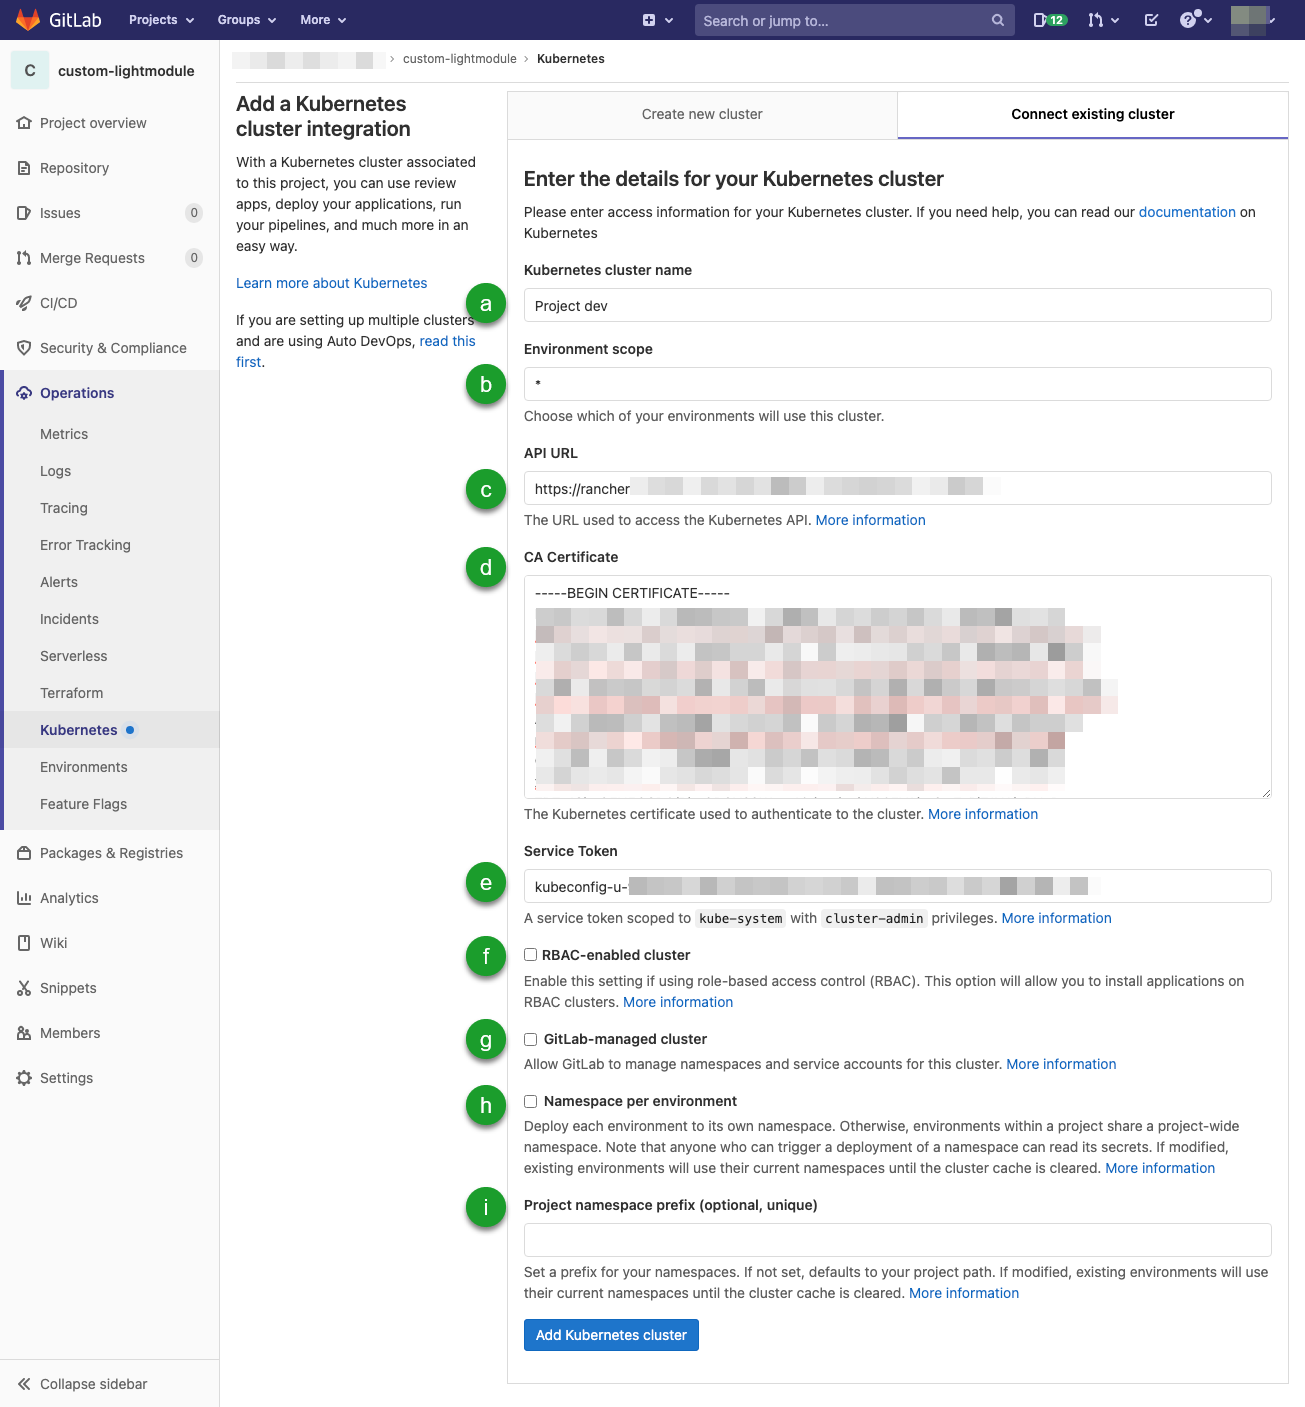 GitLab
Projects
Groups
More
Search or jump to...
12
C
custom-lightmodule
Project overview
Repository
Issues
0
Merge Requests
0
CI/CD
Security & Compliance
Operations
Metrics
Logs
Tracing
Error Tracking
Alerts
Incidents
Serverless
Terraform
Kubernetes
Environments
Feature Flags
Packages & Registries
Analytics
Wiki
Snippets
Members
Settings
Collapse sidebar
› custom-lightmodule › Kubernetes
Add a Kubernetes
cluster integration
With a Kubernetes cluster associated
to this project, you can use review
apps, deploy your applications, run
your pipelines, and much more in an
easy way.
Learn more about Kubernetes
If you are setting up multiple clusters
and are using Auto DevOps, read this
first.
Create new cluster
Connect existing cluster
Enter the details for your Kubernetes cluster
Please enter access information for your Kubernetes cluster. If you need help, you can read our documentation on
Kubernetes
Kubernetes cluster name
a
Project dev
Environment scope
b
*
Choose which of your environments will use this cluster.
API URL
c
https://rancher
The URL used to access the Kubernetes API. More information
CA Certificate
d
-----BEGIN CERTIFICATE-----
The Kubernetes certificate used to authenticate to the cluster. More information
Service Token
e
kubeconfig-u-
A service token scoped to kube-system with cluster-admin privileges. More information
f
RBAC-enabled cluster
Enable this setting if using role-based access control (RBAC). This option will allow you to install applications on
RBAC clusters. More information
g
GitLab-managed cluster
Allow GitLab to manage namespaces and service accounts for this cluster. More information
h
Namespace per environment
Deploy each environment to its own namespace. Otherwise, environments within a project share a project-wide
namespace. Note that anyone who can trigger a deployment of a namespace can read its secrets. If modified,
existing environments will use their current namespaces until the cluster cache is cleared. More information
i
Project namespace prefix (optional, unique)
Set a prefix for your namespaces. If not set, defaults to your project path. If modified, existing environments will use
their current namespaces until the cluster cache is cleared. More information
Add Kubernetes cluster